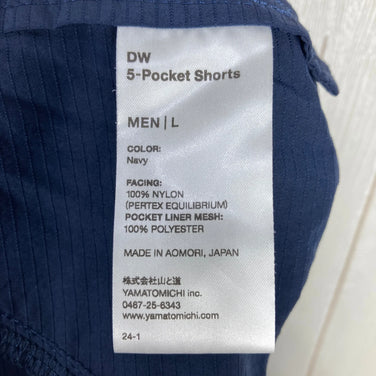 DW
5-Pocket Shorts
MEN | L
COLOR:
Navy
FACING:
100% NYLON
(PERTEX EQUILIBRIUM)
POCKET LINER MESH:
100% POLYESTER
MADE IN AOMORI, JAPAN
株式会社山と道
YAMATOMICHI inc.
0467-25-6343
www.yamatomichi.com
24-1